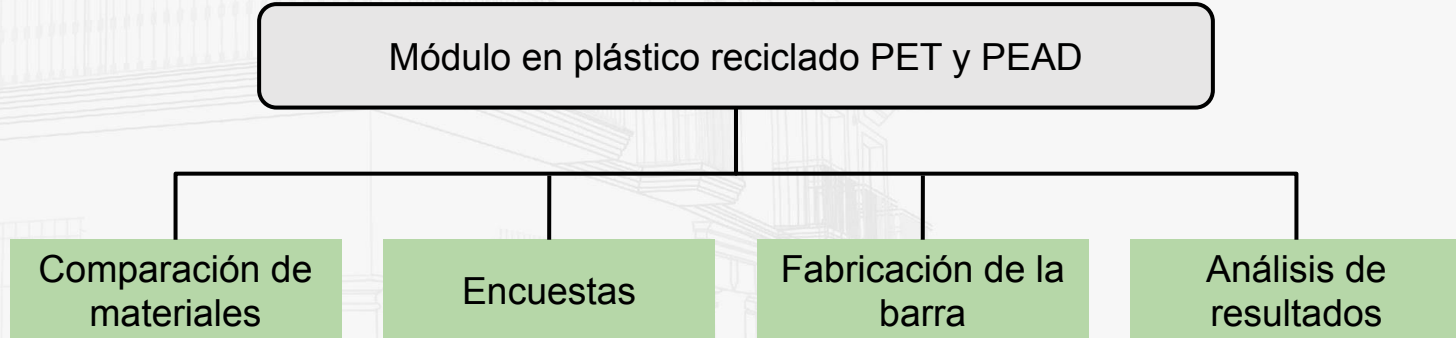 Módulo en plástico reciclado PET y PEAD
Comparación de
materiales
Encuestas
Fabricación de la
barra
Análisis de
resultados